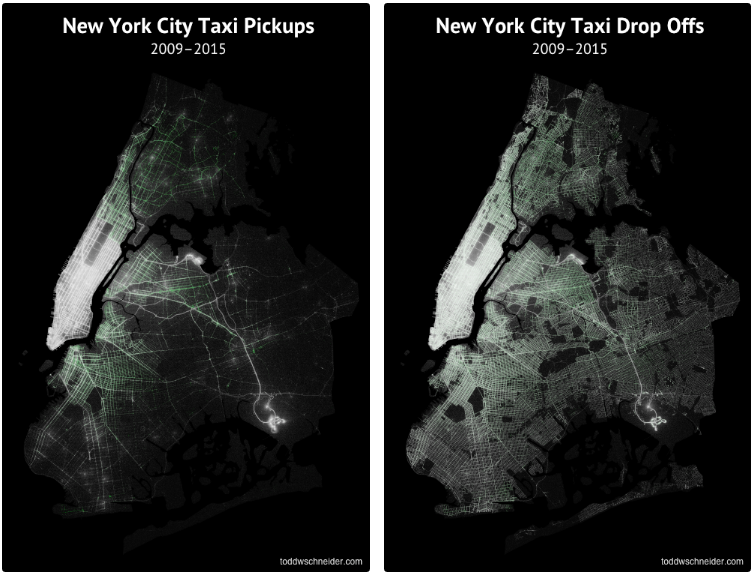 New York City Taxi Pickups
2009–2015
toddwschneider.com
New York City Taxi Drop Offs
2009–2015
toddwschneider.com